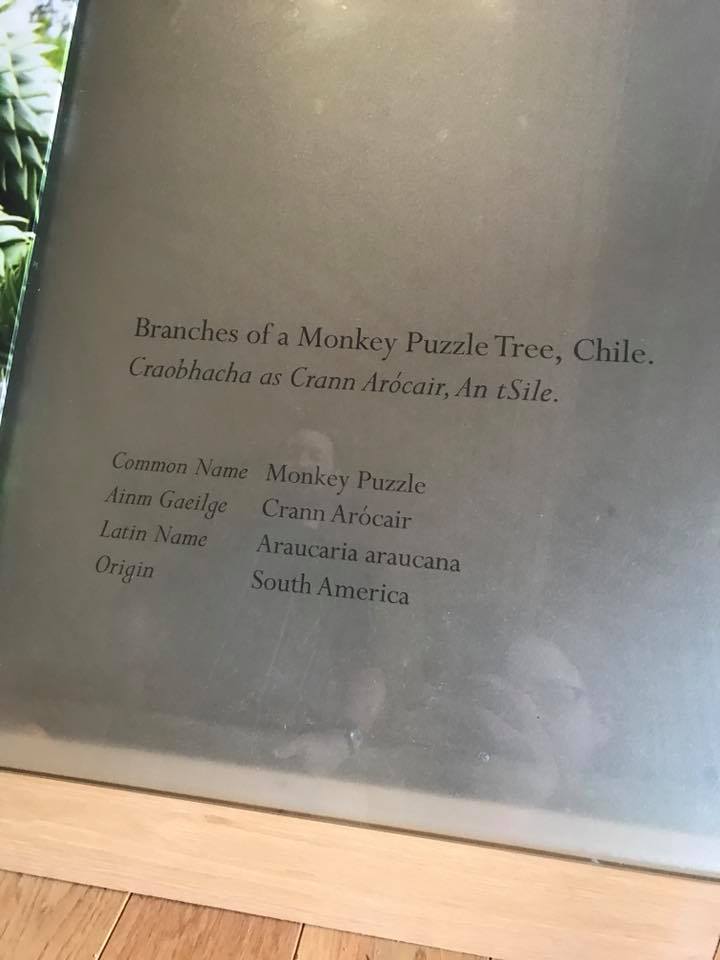 Branches of a Monkey Puzzle Tree, Chile.
Craobhacha as Crann Arócair, An tSile.
Common Name Monkey Puzzle
Ainm Gaeilge Crann Arócair
Latin Name Araucaria araucana
Origin South America